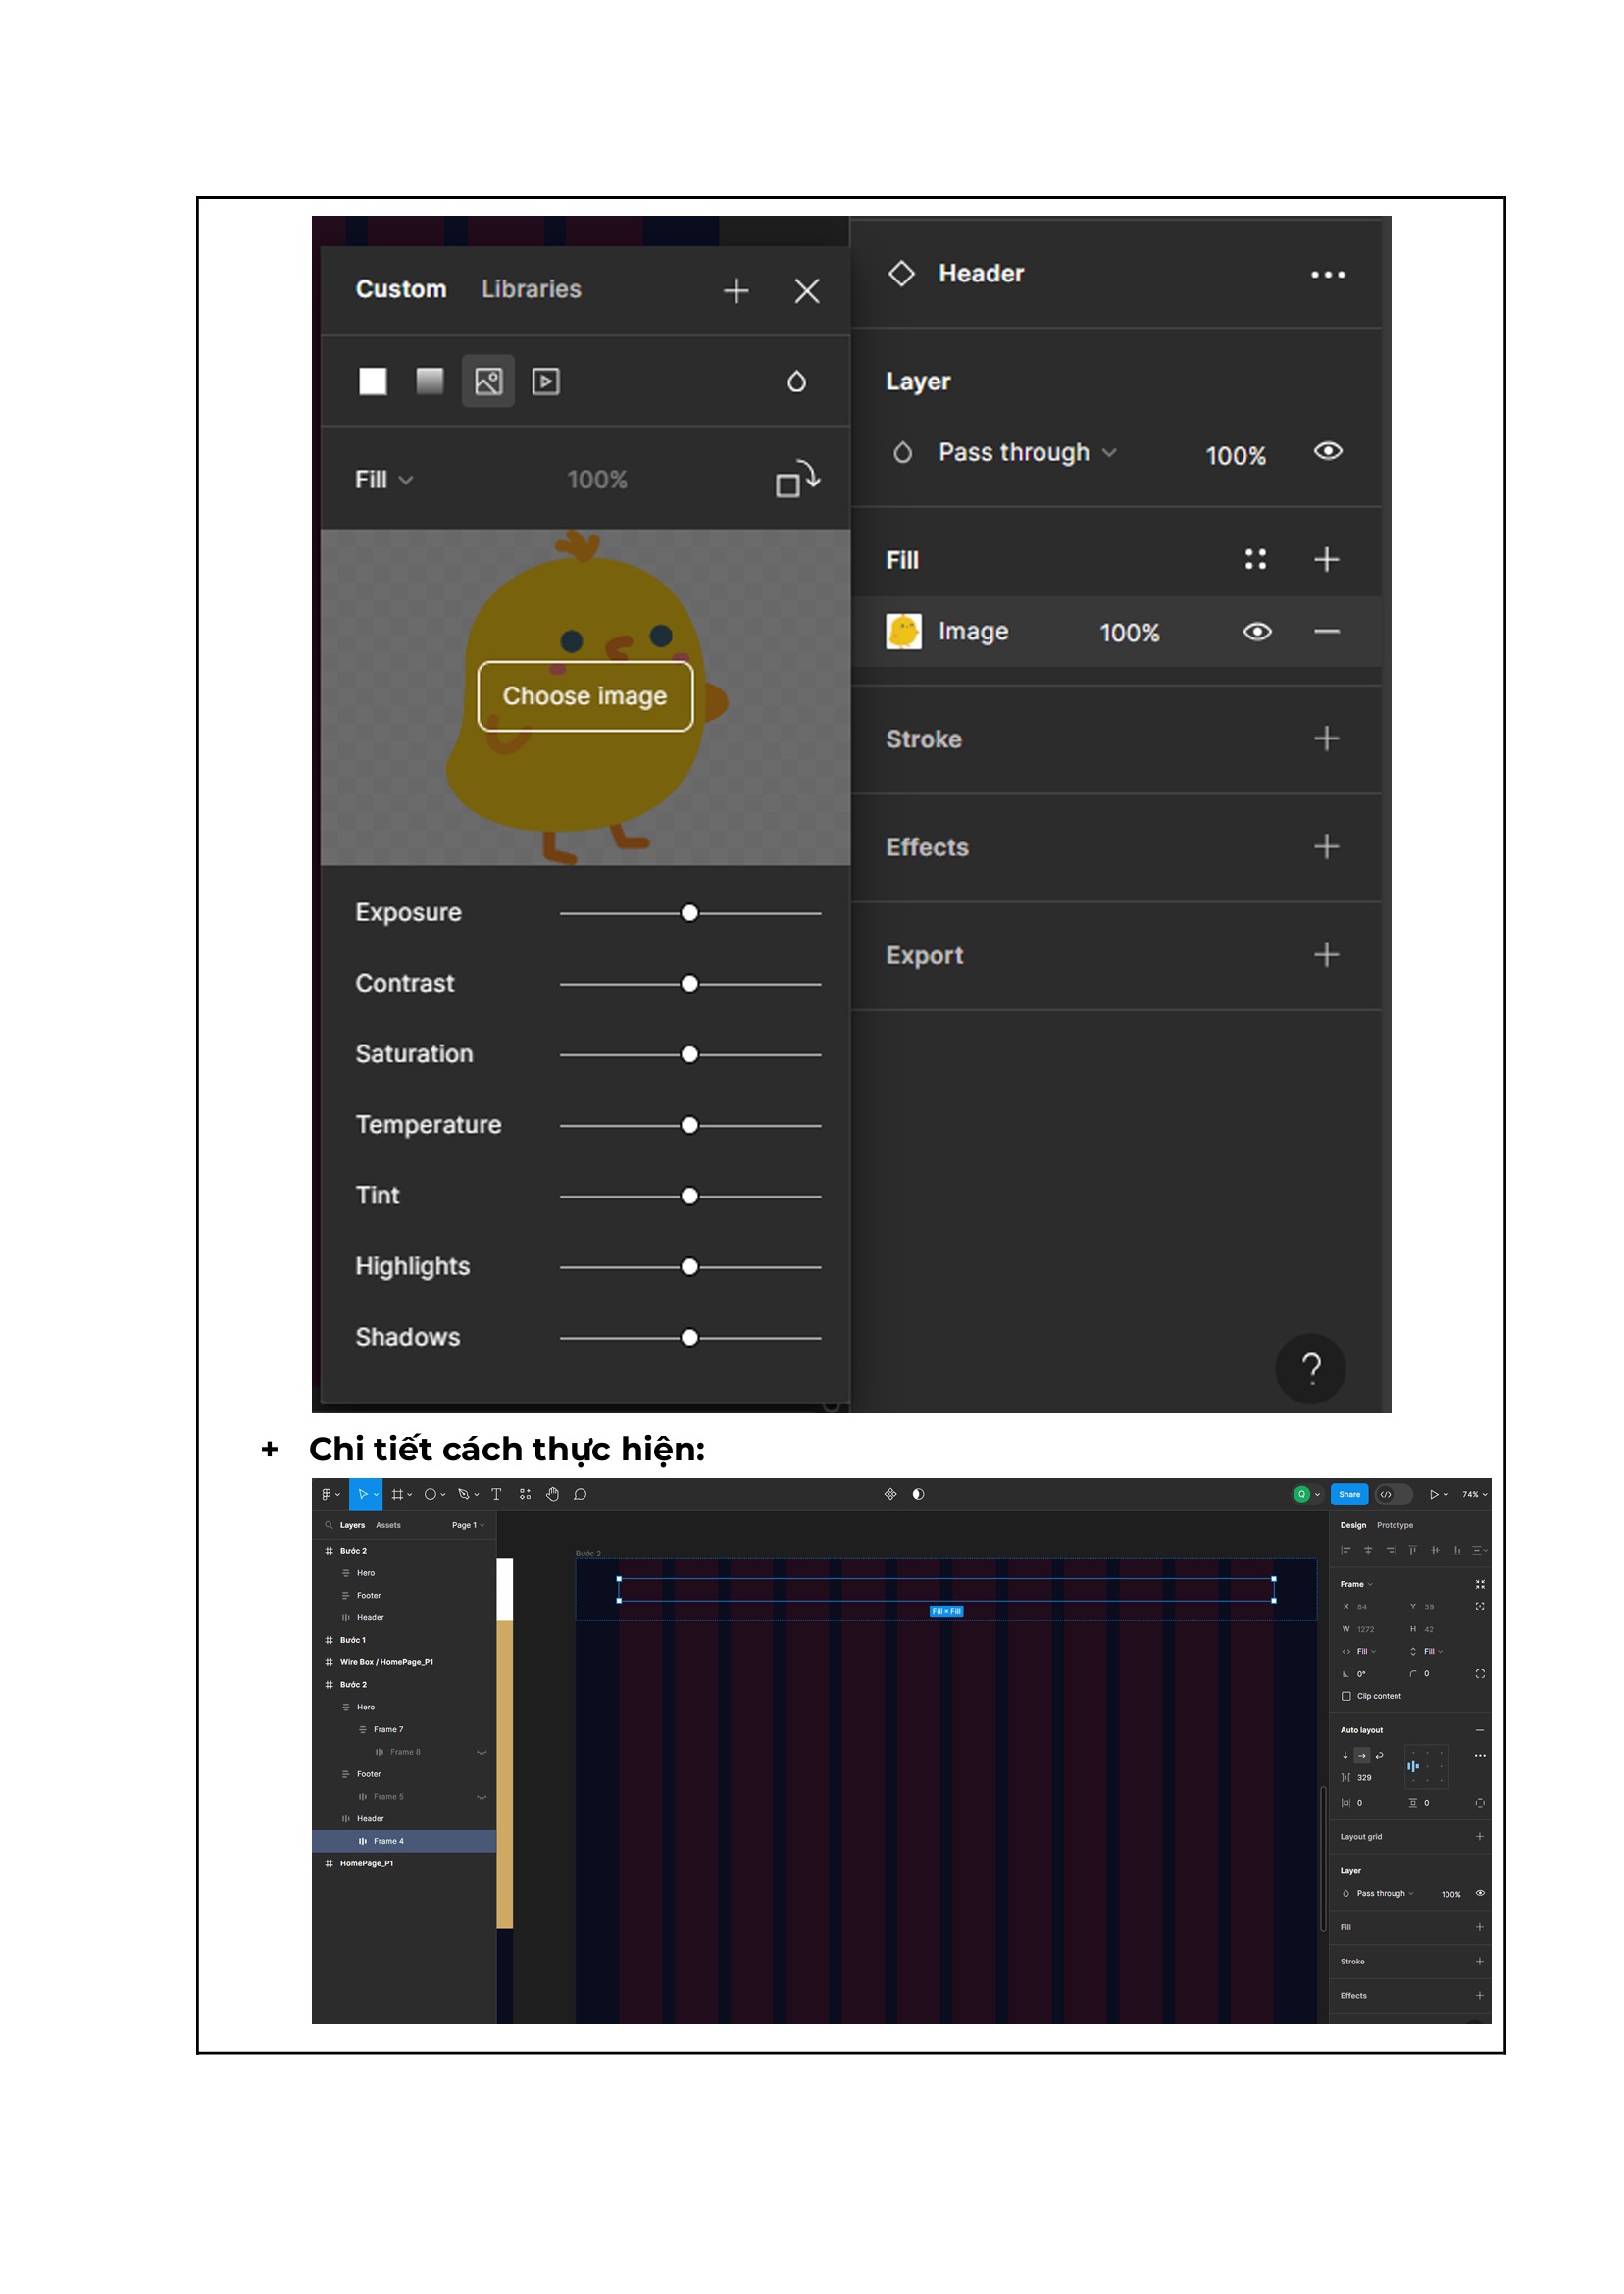 Custom Libraries
Fill 100%
Choose image
Exposure
Contrast
Saturation
Temperature
Tint
Highlights
Shadows
Header
Layer
Pass through 100%
Fill
Image 100%
Stroke
Effects
Export
?
+ Chi tiết cách thực hiện:
Q Share 74%
Layers Assets Page 1
Bước 2
Hero
Footer
Header
Bước 1
Wire Box / HomePage_P1
Bước 2
Hero
Frame 7
Frame 8
Footer
Frame 5
Header
Frame 4
HomePage_P1
Bước 2
Fill × Fill
Design Prototype
Frame
X 84 Y 39
W 1272 H 42
Fill Fill
0° 0
Clip content
Auto layout
329
0 0
Layout grid
Layer
Pass through 100%
Fill
Stroke
Effects